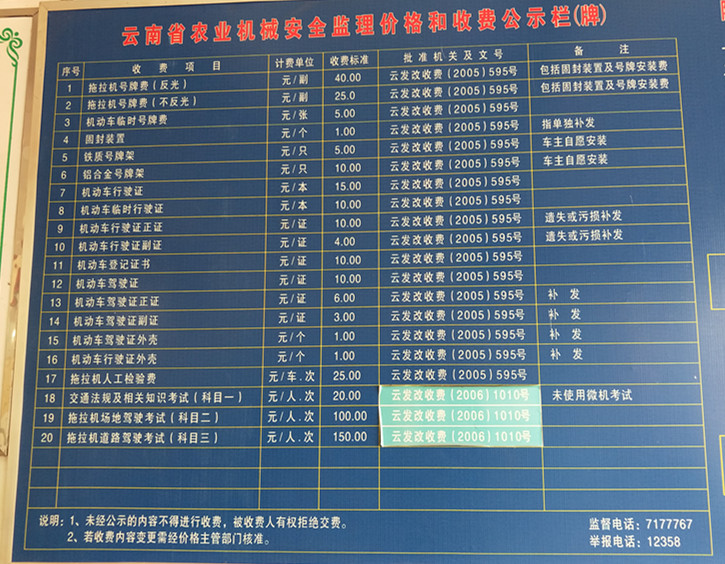 云南省农业机械安全监理价格和收费公示栏(牌)
序号 收费项目 计费单位 收费标准 批准机关及文号 备注
1 拖拉机号牌费(反光) 元/副 40.00 云发改收费(2005)595号 包括固封装置及号牌安装费
2 拖拉机号牌费(不反光) 元/副 25.0 云发改收费(2005)595号 包括固封装置及号牌安装费
3 机动车临时号牌费 元/张 5.00 云发改收费(2005)595号
4 固封装置 元/个 1.00 云发改收费(2005)595号 指单独补发
5 铁质号牌架 元/只 5.00 云发改收费(2005)595号 车主自愿安装
6 铝合金号牌架 元/只 10.00 云发改收费(2005)595号 车主自愿安装
7 机动车行驶证 元/本 15.00 云发改收费(2005)595号
8 机动车临时行驶证 元/本 10.00 云发改收费(2005)595号
9 机动车行驶证正证 元/证 10.00 云发改收费(2005)595号 遗失或污损补发
10 机动车行驶证副证 元/证 4.00 云发改收费(2005)595号 遗失或污损补发
11 机动车登记证书 元/证 10.00 云发改收费(2005)595号
12 机动车驾驶证 元/证 10.00 云发改收费(2005)595号
13 机动车驾驶证正证 元/证 6.00 云发改收费(2005)595号 补发
14 机动车驾驶证副证 元/证 3.00 云发改收费(2005)595号 补发
15 机动车驾驶证外壳 元/个 1.00 云发改收费(2005)595号 补发
16 机动车行驶证外壳 元/个 1.00 云发改收费(2005)595号 补发
17 拖拉机人工检验费 元/车.次 25.00 云发改收费(2005)595号
18 交通法规及相关知识考试(科目一) 元/人.次 20.00 云发改收费(2006)1010号 未使用微机考试
19 拖拉机场地驾驶考试(科目二) 元/人.次 100.00 云发改收费(2006)1010号
20 拖拉机道路驾驶考试(科目三) 元/人.次 150.00 云发改收费(2006)1010号
说明:1、未经公示的内容不得进行收费,被收费人有权拒绝交费。 监督电话:7177767
2、若收费内容变更需经价格主管部门核准。 举报电话:12358